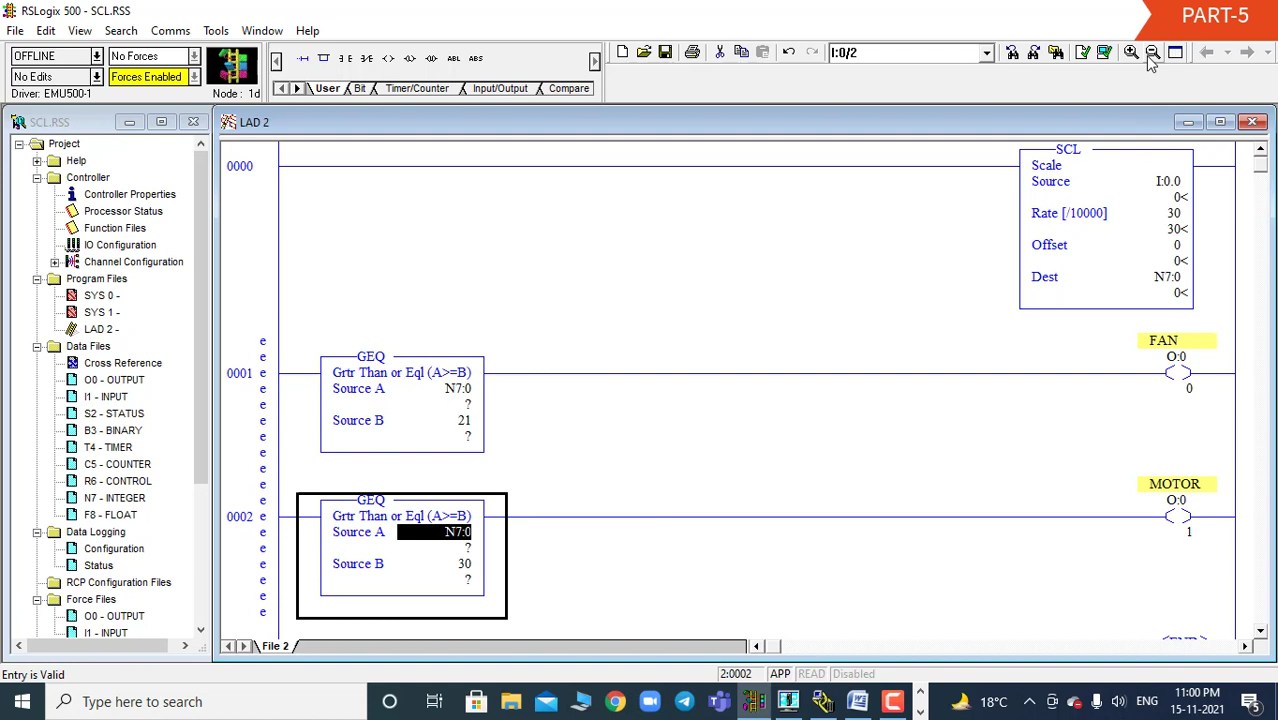 RSLogix 500 - SCL.RSS
PART-5
File Edit View Search Comms Tools Window Help
OFFLINE No Forces
No Edits Forces Enabled
Driver: EMU500-1 Node : 1d
ABL ABL
User Bit Timer/Counter Input/Output Compare
I:0/2
SCL.RSS
Project
Help
Controller
Controller Properties
Processor Status
Function Files
IO Configuration
Channel Configuration
Program Files
SYS 0 -
SYS 1 -
LAD 2 -
Data Files
Cross Reference
O0 - OUTPUT
I1 - INPUT
S2 - STATUS
B3 - BINARY
T4 - TIMER
C5 - COUNTER
R6 - CONTROL
N7 - INTEGER
F8 - FLOAT
Data Logging
Configuration
Status
RCP Configuration Files
Force Files
O0 - OUTPUT
I1 - INPUT
LAD 2
0000
SCL
Scale
Source I:0.0
0<
Rate [/10000] 30
30<
Offset 0
0<
Dest N7:0
0<
e
e
e 0001
e
e
e
e
e
e
GEQ
Grtr Than or Eql (A>=B)
Source A N7:0
?
Source B 21
?
FAN
O:0
0
e
e
0002 e
e
e
e
e
e
e
GEQ
Grtr Than or Eql (A>=B)
Source A N7:0
?
Source B 30
?
MOTOR
O:0
1
<END>
File 2
Entry is Valid
2:0002 APP READ Disabled
Type here to search
18°C ENG
11:00 PM
15-11-2021
5